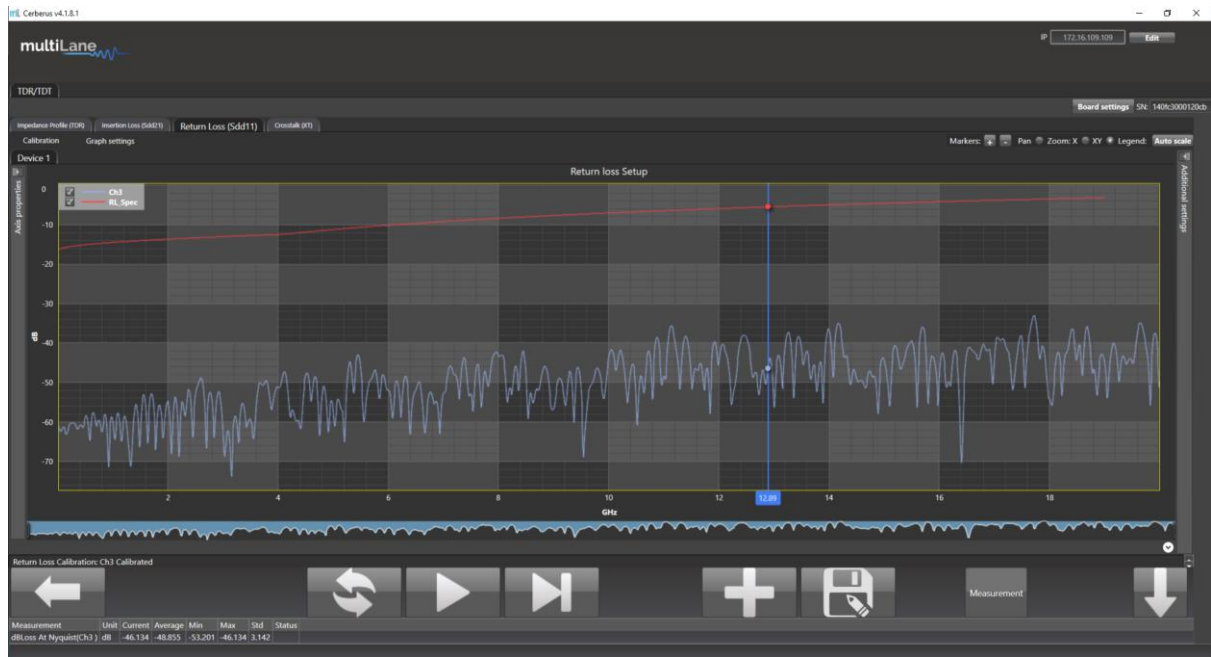 mL Cerberus v4.1.8.1
multiLane
IP 172.16.109.109 Edit
TDR/TDT
Board settings SN: 140fc3000120cb
Impedance Profile (TDR) Insertion Loss (Sdd21) Return Loss (Sdd11) Crosstalk (XT)
Calibration Graph settings Markers: + - Pan Zoom: X XY Legend: Auto scale
Device 1
Return loss Setup
Axis properties
Additional settings
Ch3
RL_Spec
dB
0
-10
-20
-30
-40
-50
-60
-70
2 4 6 8 10 12 12.89 14 16 18
GHz
Return Loss Calibration: Ch3 Calibrated
Measurement
Measurement Unit Current Average Min Max Std Status
dBLoss At Nyquist(Ch3 ) dB -46.134 -48.855 -53.201 -46.134 3.142